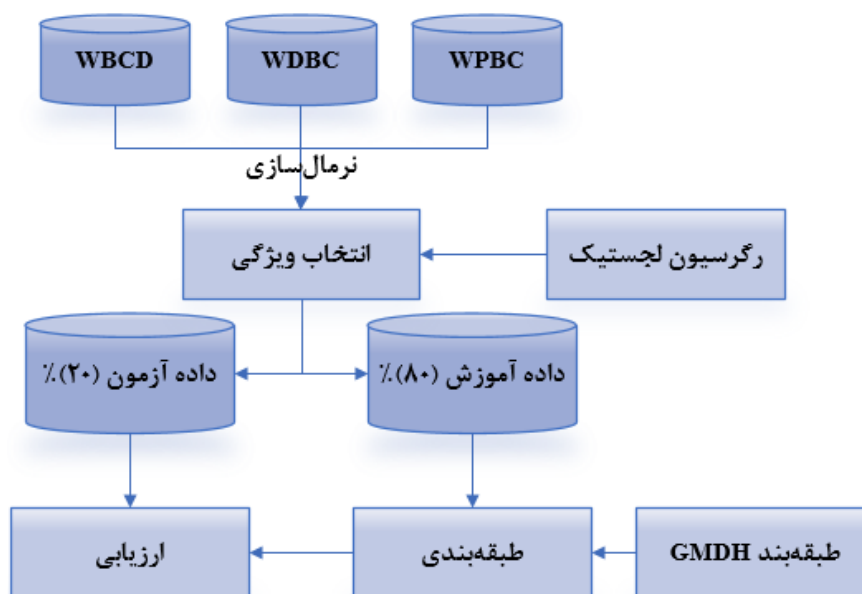 WBCD
WDBC
WPBC
نرمال‌سازی
انتخاب ویژگی
رگرسیون لجستیک
داده آموزش (۸۰)٪
داده آزمون (۲۰)٪
طبقه‌بند GMDH
طبقه‌بندی
ارزیابی